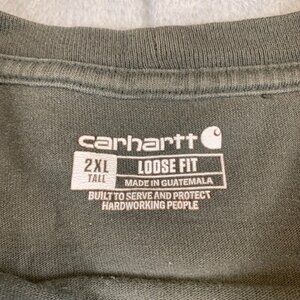 carhartt
2XL TALL LOOSE FIT
MADE IN GUATEMALA
BUILT TO SERVE AND PROTECT
HARDWORKING PEOPLE